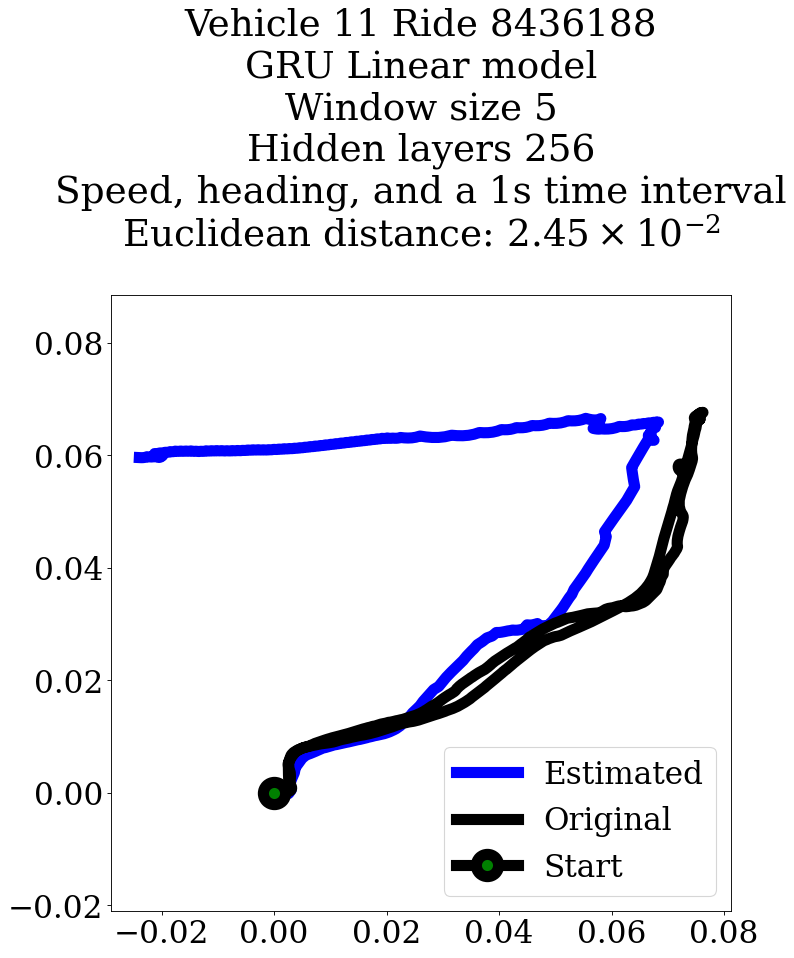 Vehicle 11 Ride 8436188
GRU Linear model
Window size 5
Hidden layers 256
Speed, heading, and a 1s time interval
Euclidean distance: 2.45 × 10⁻²
0.08
0.06
0.04
0.02
0.00
−0.02
Estimated
Original
Start
−0.02 0.00 0.02 0.04 0.06 0.08